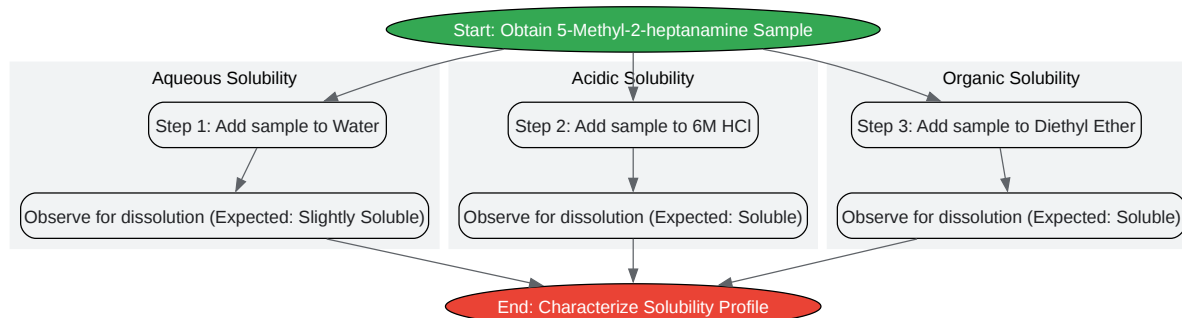 Start: Obtain 5-Methyl-2-heptanamine Sample
Aqueous Solubility
Acidic Solubility
Organic Solubility
Step 1: Add sample to Water
Step 2: Add sample to 6M HCl
Step 3: Add sample to Diethyl Ether
Observe for dissolution (Expected: Slightly Soluble)
Observe for dissolution (Expected: Soluble)
Observe for dissolution (Expected: Soluble)
End: Characterize Solubility Profile